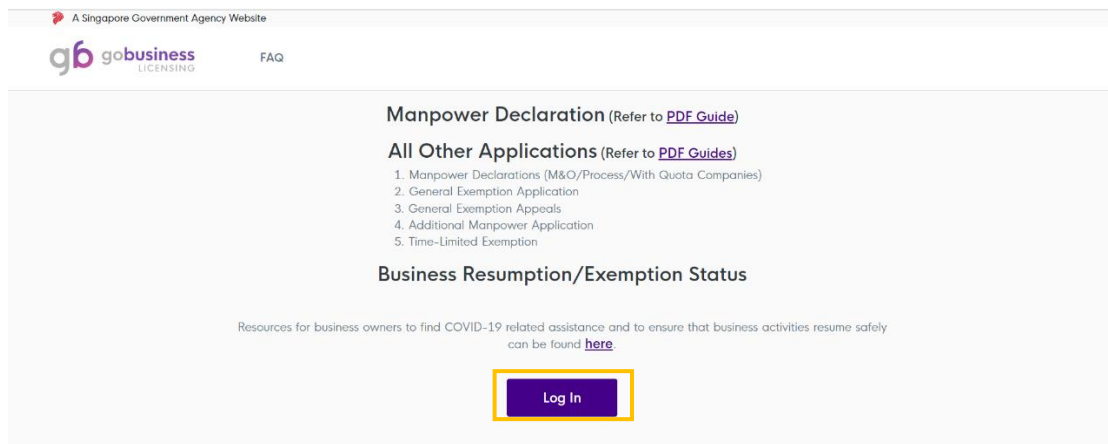 A Singapore Government Agency Website
gb gobusiness
LICENSING
FAQ
Manpower Declaration (Refer to PDF Guide)
All Other Applications (Refer to PDF Guides)
1. Manpower Declarations (M&O/Process/With Quota Companies)
2. General Exemption Application
3. General Exemption Appeals
4. Additional Manpower Application
5. Time-Limited Exemption
Business Resumption/Exemption Status
Resources for business owners to find COVID-19 related assistance and to ensure that business activities resume safely
can be found here.
Log In